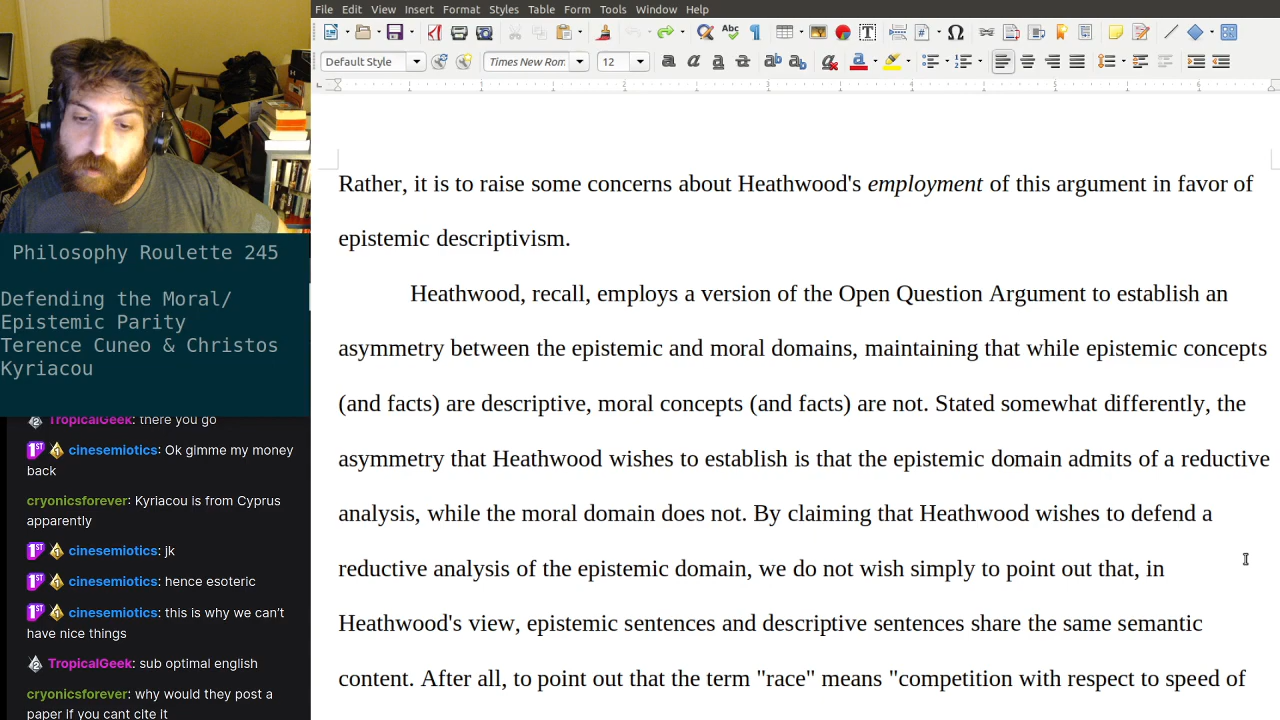 File Edit View Insert Format Styles Table Form Tools Window Help
Default Style
Times New Rom
12
Rather, it is to raise some concerns about Heathwood's employment of this argument in favor of
epistemic descriptivism.
Heathwood, recall, employs a version of the Open Question Argument to establish an
asymmetry between the epistemic and moral domains, maintaining that while epistemic concepts
(and facts) are descriptive, moral concepts (and facts) are not. Stated somewhat differently, the
asymmetry that Heathwood wishes to establish is that the epistemic domain admits of a reductive
analysis, while the moral domain does not. By claiming that Heathwood wishes to defend a
reductive analysis of the epistemic domain, we do not wish simply to point out that, in
Heathwood's view, epistemic sentences and descriptive sentences share the same semantic
content. After all, to point out that the term "race" means "competition with respect to speed of
Philosophy Roulette 245
Defending the Moral/
Epistemic Parity
Terence Cuneo & Christos
Kyriacou
TropicalGeek: there you go
cinesemiotics: Ok gimme my money
back
cryonicsforever: Kyriacou is from Cyprus
apparently
cinesemiotics: jk
cinesemiotics: hence esoteric
cinesemiotics: this is why we can't
have nice things
TropicalGeek: sub optimal english
cryonicsforever: why would they post a
paper if you cant cite it